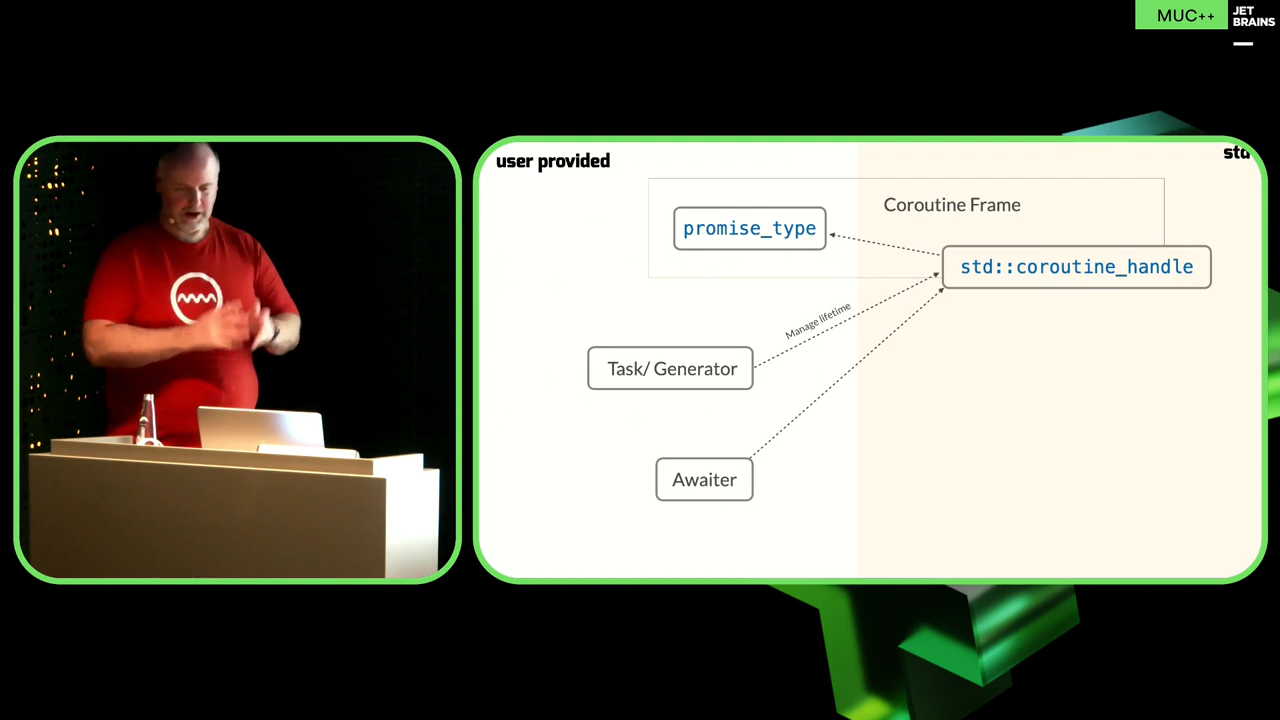 MUC++
JET
BRAINS
user provided
std
Coroutine Frame
promise_type
std::coroutine_handle
Manage lifetime
Task/ Generator
Awaiter